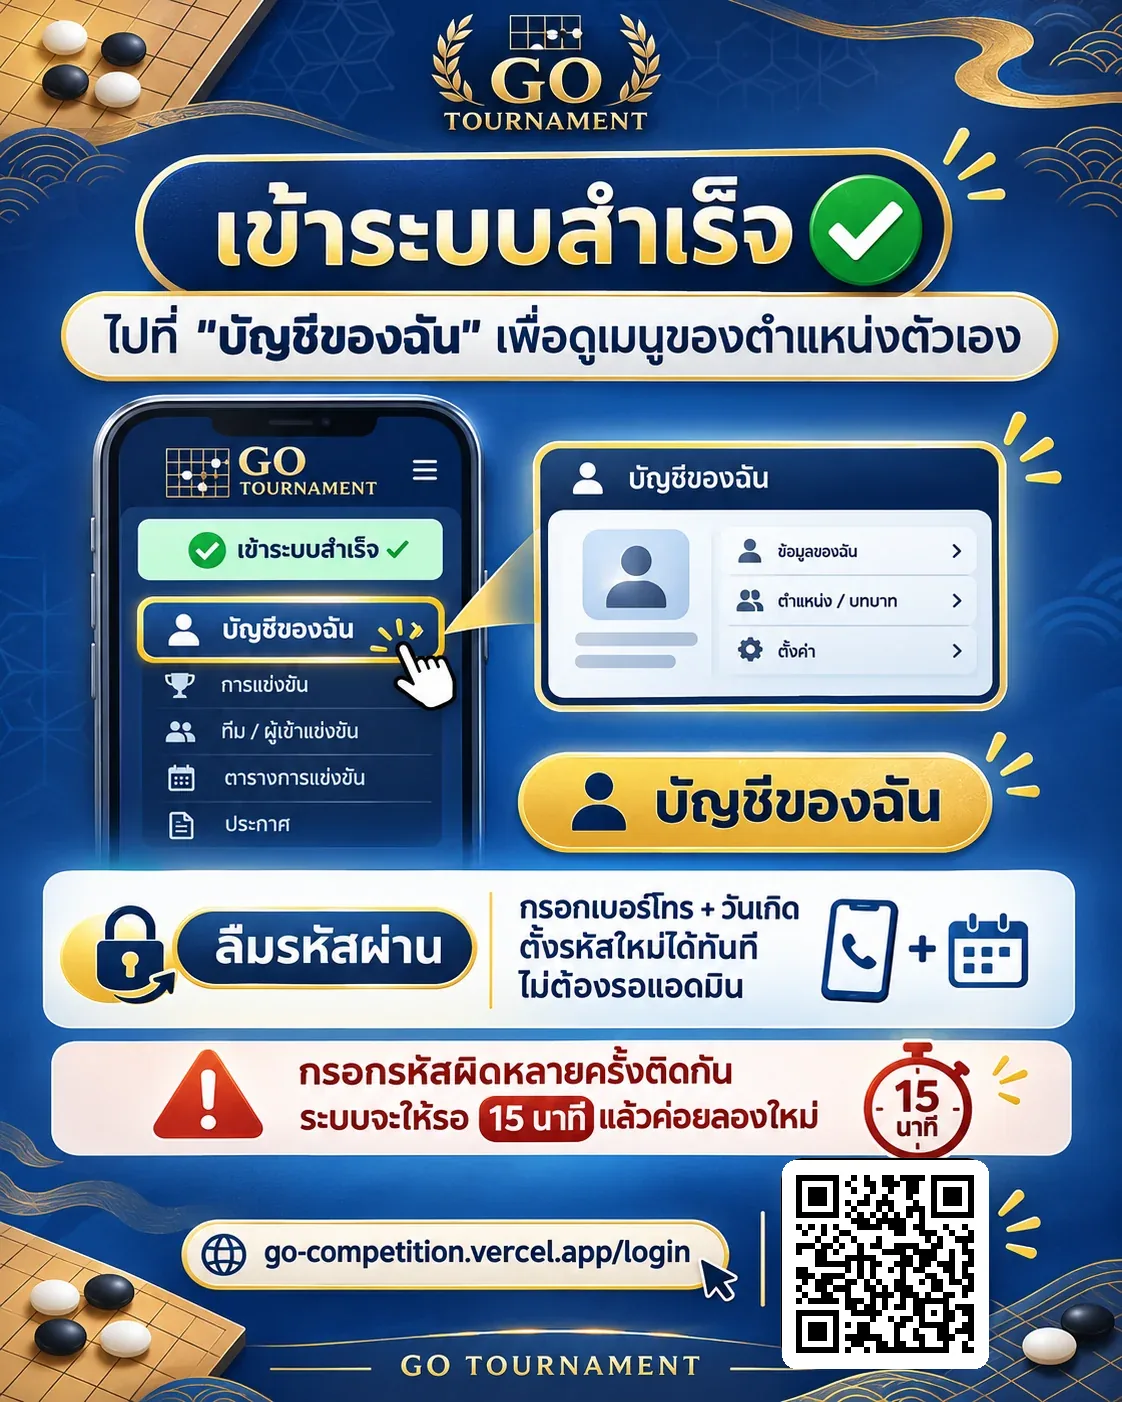 GO
TOURNAMENT
เข้าระบบสำเร็จ
ไปที่ "บัญชีของฉัน" เพื่อดูเมนูของตำแหน่งตัวเอง
GO
TOURNAMENT
เข้าระบบสำเร็จ
บัญชีของฉัน
การแข่งขัน
ทีม / ผู้เข้าแข่งขัน
ตารางการแข่งขัน
ประกาศ
บัญชีของฉัน
ข้อมูลของฉัน
ตำแหน่ง / บทบาท
ตั้งค่า
บัญชีของฉัน
ลืมรหัสผ่าน
กรอกเบอร์โทร + วันเกิด
ตั้งรหัสใหม่ได้ทันที
ไม่ต้องรอแอดมิน
กรอกรหัสผิดหลายครั้งติดกัน
ระบบจะให้รอ 15 นาที แล้วค่อยลองใหม่
15
นาที
go-competition.vercel.app/login
GO TOURNAMENT